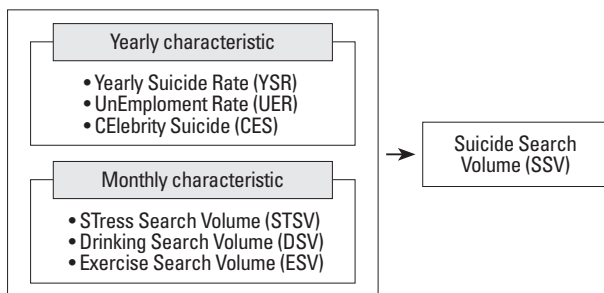 Yearly characteristic
• Yearly Suicide Rate (YSR)
• UnEmploment Rate (UER)
• CElebrity Suicide (CES)
Monthly characteristic
• STress Search Volume (STSV)
• Drinking Search Volume (DSV)
• Exercise Search Volume (ESV)
Suicide Search
Volume (SSV)